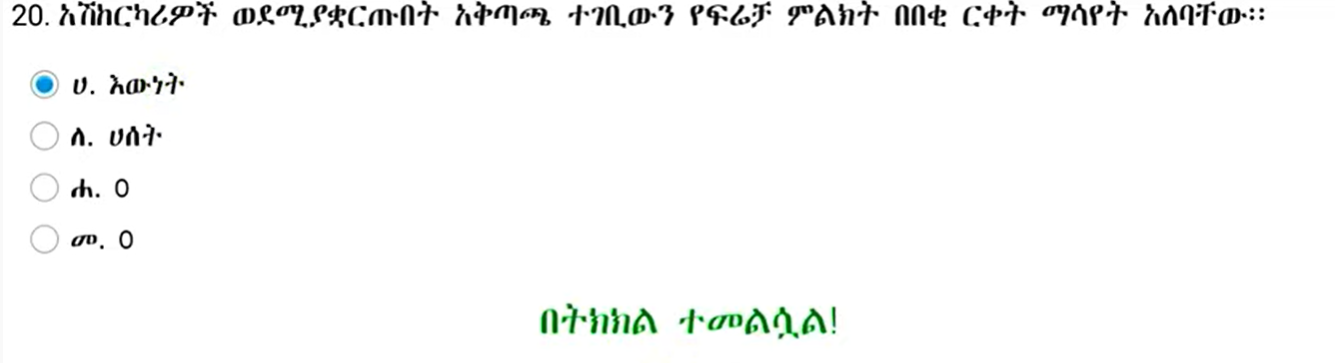 20. አሽከርካሪዎች ወደሚያቋርጡበት አቅጣጫ ተገቢውን የፍሬቻ ምልክት በበቂ ርቀት ማሳየት አለባቸው፡፡
ሀ. እውነት
ለ. ሀሰት
ሐ. 0
መ. 0
በትክክል ተመልሷል!